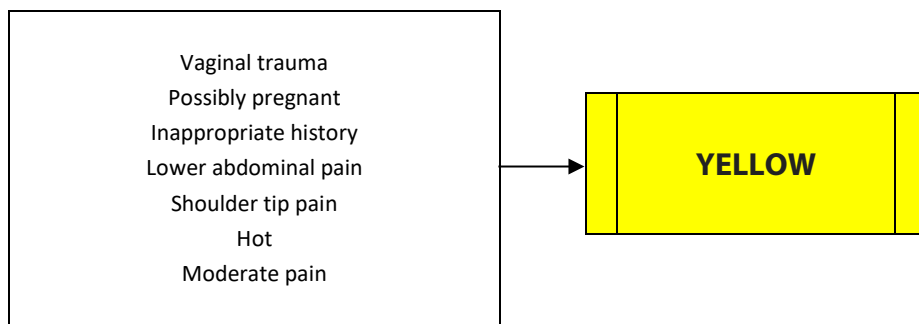 Vaginal trauma
Possibly pregnant
Inappropriate history
Lower abdominal pain
Shoulder tip pain
Hot
Moderate pain
YELLOW